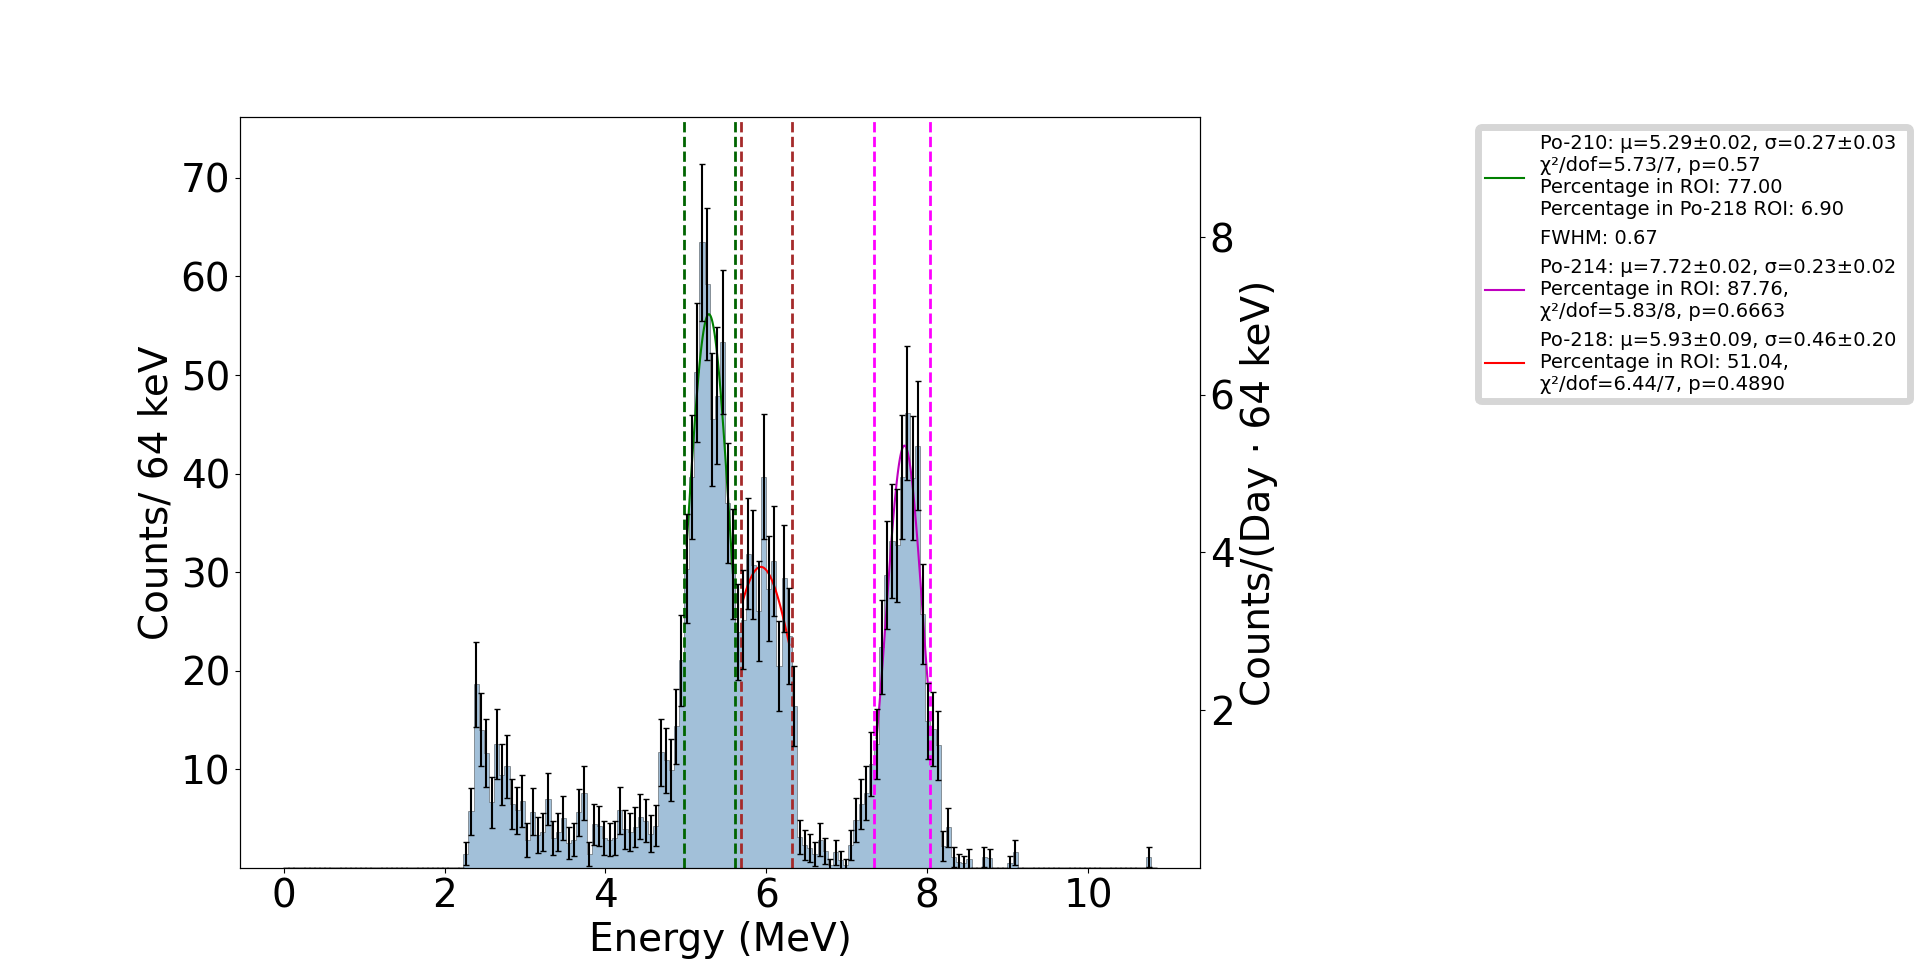 Counts/ 64 keV
70
60
50
40
30
20
10
0
2
4
6
8
10
Energy (MeV)
8
6
4
2
Counts/(Day · 64 keV)
Po-210: μ=5.29±0.02, σ=0.27±0.03
χ²/dof=5.73/7, p=0.57
Percentage in ROI: 77.00
Percentage in Po-218 ROI: 6.90
FWHM: 0.67
Po-214: μ=7.72±0.02, σ=0.23±0.02
Percentage in ROI: 87.76,
χ²/dof=5.83/8, p=0.6663
Po-218: μ=5.93±0.09, σ=0.46±0.20
Percentage in ROI: 51.04,
χ²/dof=6.44/7, p=0.4890